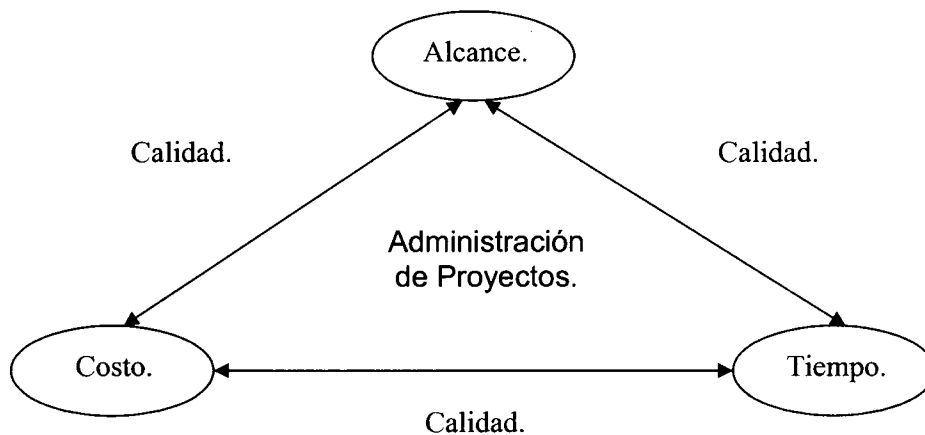 Alcance.
Calidad.
Calidad.
Administración
de Proyectos.
Costo.
Tiempo.
Calidad.